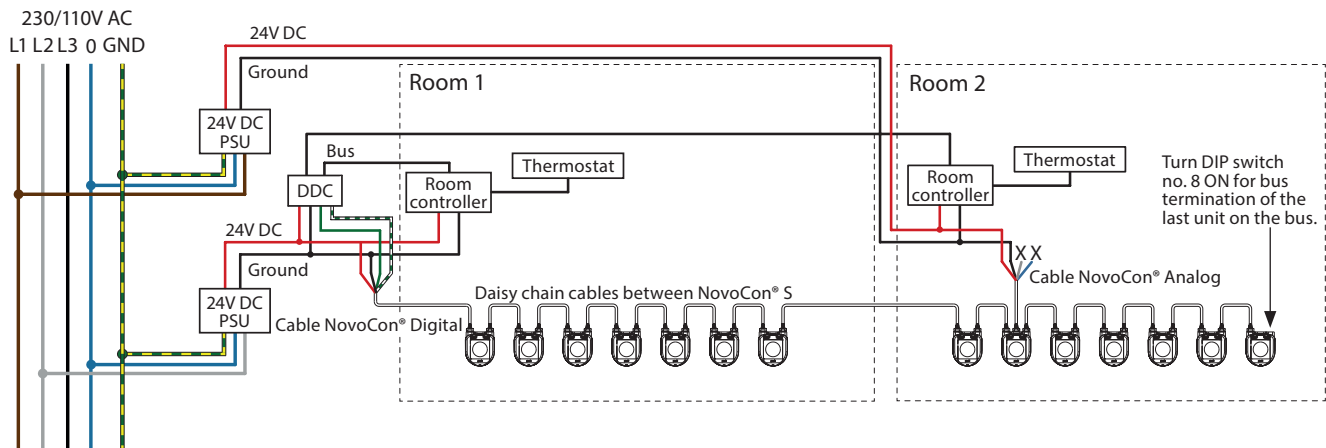 230/110V AC
L1 L2 L3 0 GND
24V DC
Ground
24V DC
PSU
Room 1
Room 2
Bus
DDC
Room
controller
Thermostat
Room
controller
Thermostat
Turn DIP switch
no. 8 ON for bus
termination of the
last unit on the bus.
24V DC
Ground
24V DC
PSU
Cable NovoCon® Digital
Daisy chain cables between NovoCon® S
X X
Cable NovoCon® Analog